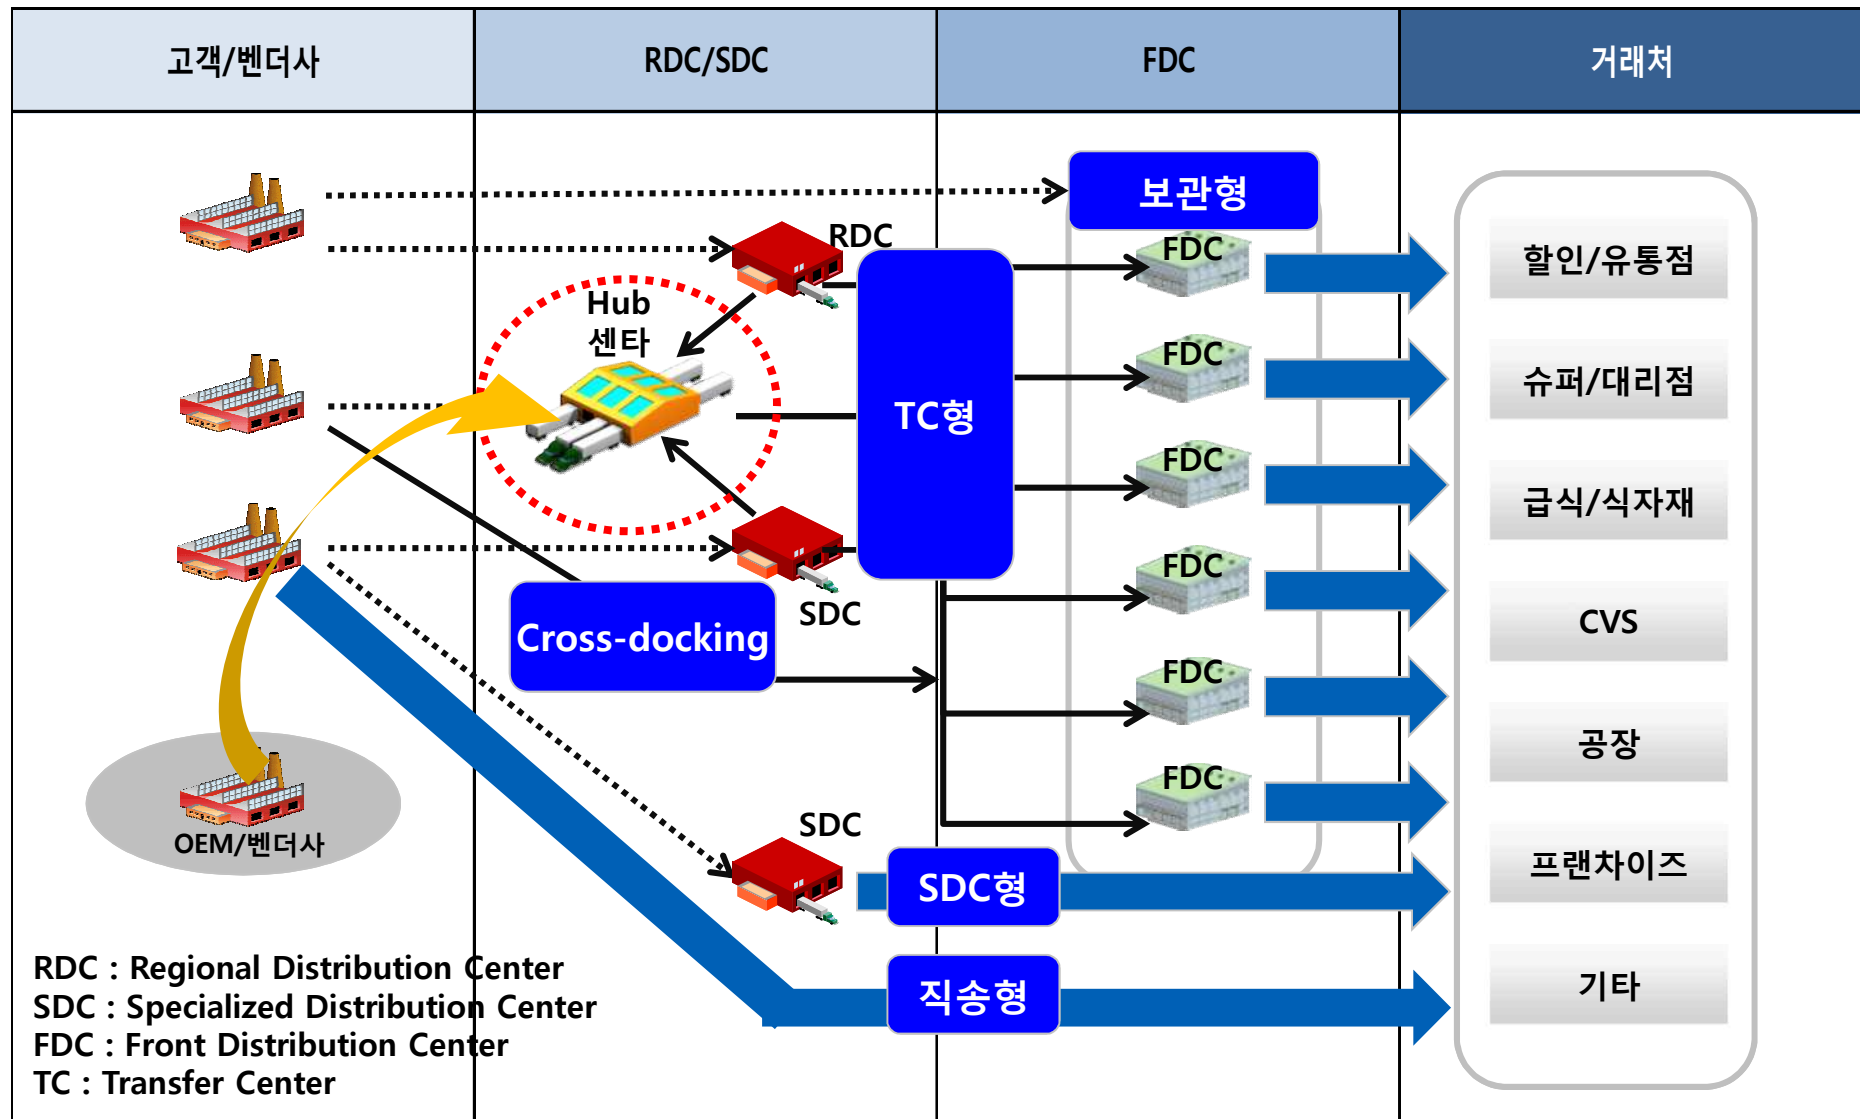 고객/벤더사
RDC/SDC
FDC
거래처
보관형
RDC
FDC
할인/유통점
Hub
센타
FDC
슈퍼/대리점
TC형
FDC
급식/식자재
FDC
SDC
CVS
Cross-docking
FDC
공장
FDC
OEM/벤더사
SDC
SDC형
프랜차이즈
직송형
기타
RDC : Regional Distribution Center
SDC : Specialized Distribution Center
FDC : Front Distribution Center
TC : Transfer Center